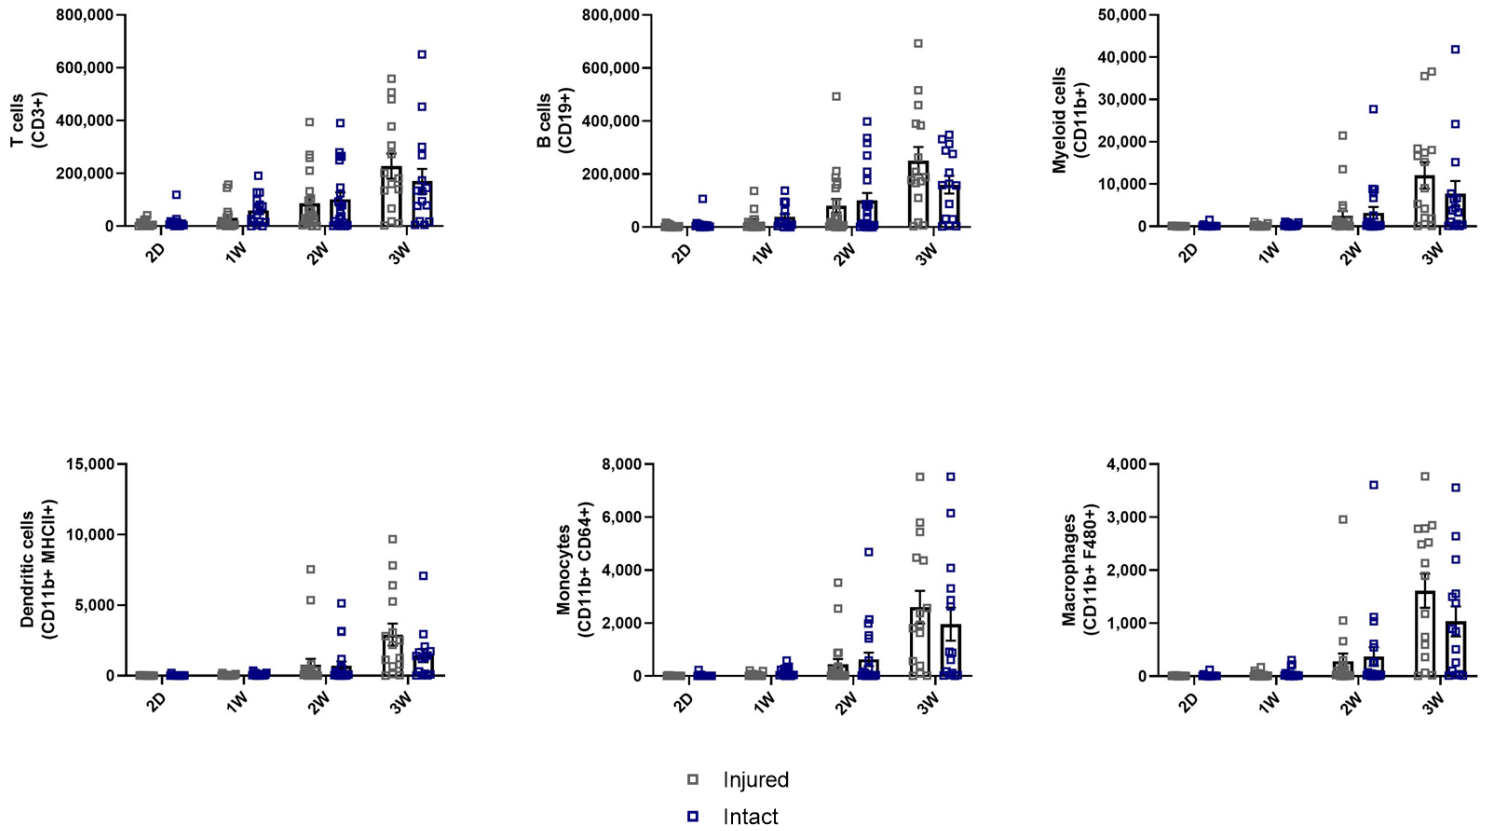 T cells
(CD3+)
800,000
600,000
400,000
200,000
0
2D
1W
2W
3W
B cells
(CD19+)
800,000
600,000
400,000
200,000
0
2D
1W
2W
3W
Myeloid cells
(CD11b+)
50,000
40,000
30,000
20,000
10,000
0
2D
1W
2W
3W
Dendritic cells
(CD11b+ MHCII+)
15,000
10,000
5,000
0
2D
1W
2W
3W
Monocytes
(CD11b+ CD64+)
8,000
6,000
4,000
2,000
0
2D
1W
2W
3W
Macrophages
(CD11b+ F480+)
4,000
3,000
2,000
1,000
0
2D
1W
2W
3W
Injured
Intact